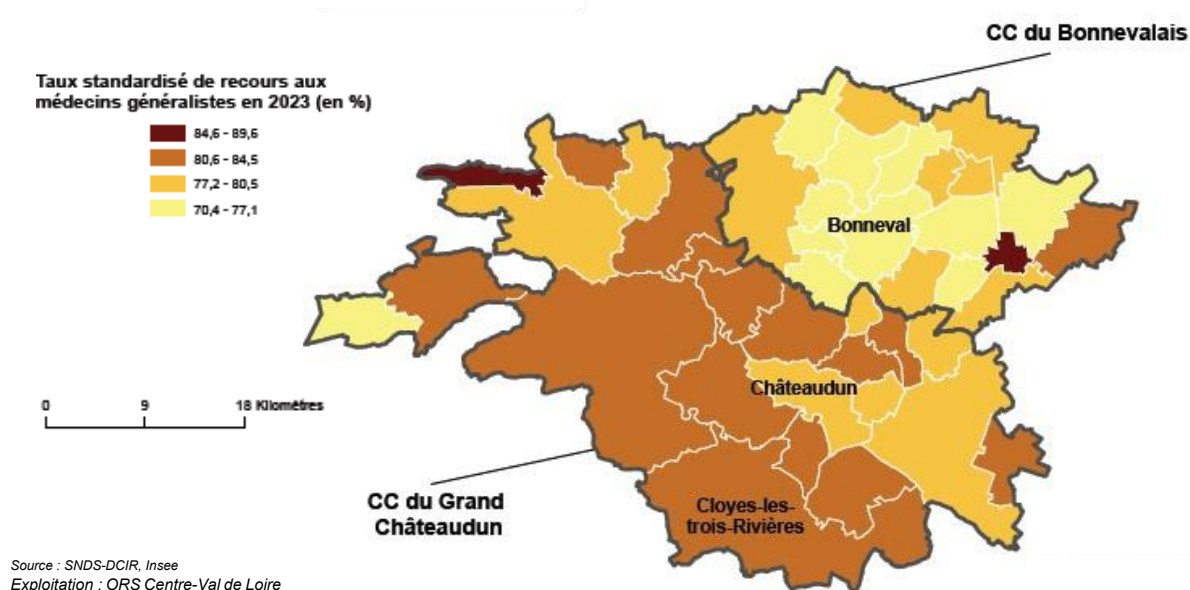 CC du Bonnevalais
Taux standardisé de recours aux
médecins généralistes en 2023 (en %)
84,6 - 89,6
80,6 - 84,5
77,2 - 80,5
70,4 - 77,1
Bonneval
Châteaudun
0 9 18 Kilomètres
CC du Grand
Châteaudun
Cloyes-les-
trois-Rivières
Source : SNDS-DCIR, Insee
Exploitation : ORS Centre-Val de Loire